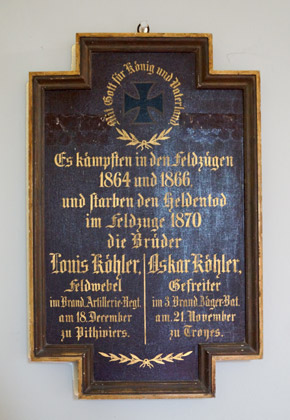 Mit Gott für König und Vaterland
Es kämpften in den Feldzügen
1864 und 1866
und starben den Heldentod
im Feldzuge 1870
die Brüder
Louis Köhler,
Feldwebel
im Brand. Artillerie-Regt.
am 18. December
zu Pithiviers.
Oskar Köhler,
Gefreiter
im 3 Brand. Jäger-Bat.
am 21. November
zu Troyes.